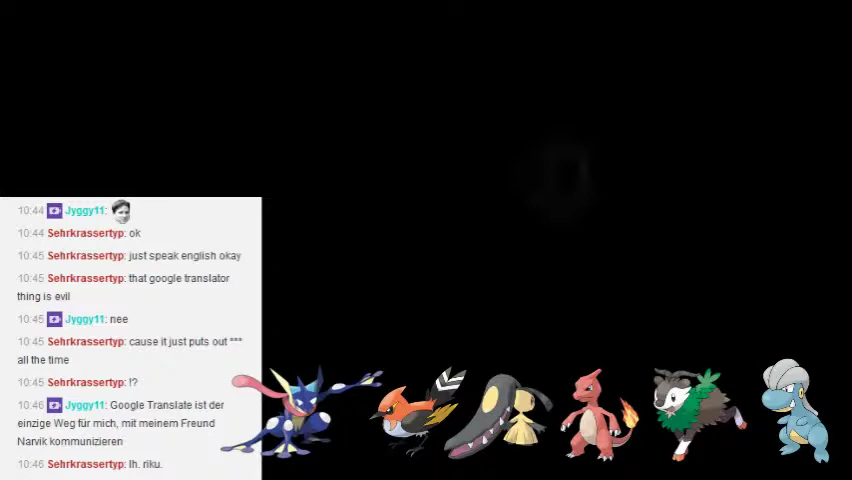 10:44 Jyggy11:
10:44 Sehrkrassertyp: ok
10:45 Sehrkrassertyp: just speak english okay
10:45 Sehrkrassertyp: that google translator
thing is evil
10:45 Jyggy11: nee
10:45 Sehrkrassertyp: cause it just puts out ***
all the time
10:45 Sehrkrassertyp: !?
10:46 Jyggy11: Google Translate ist der
einzige Weg für mich, mit meinem Freund
Narvik kommunizieren
10:46 Sehrkrassertyp: lh. riku.